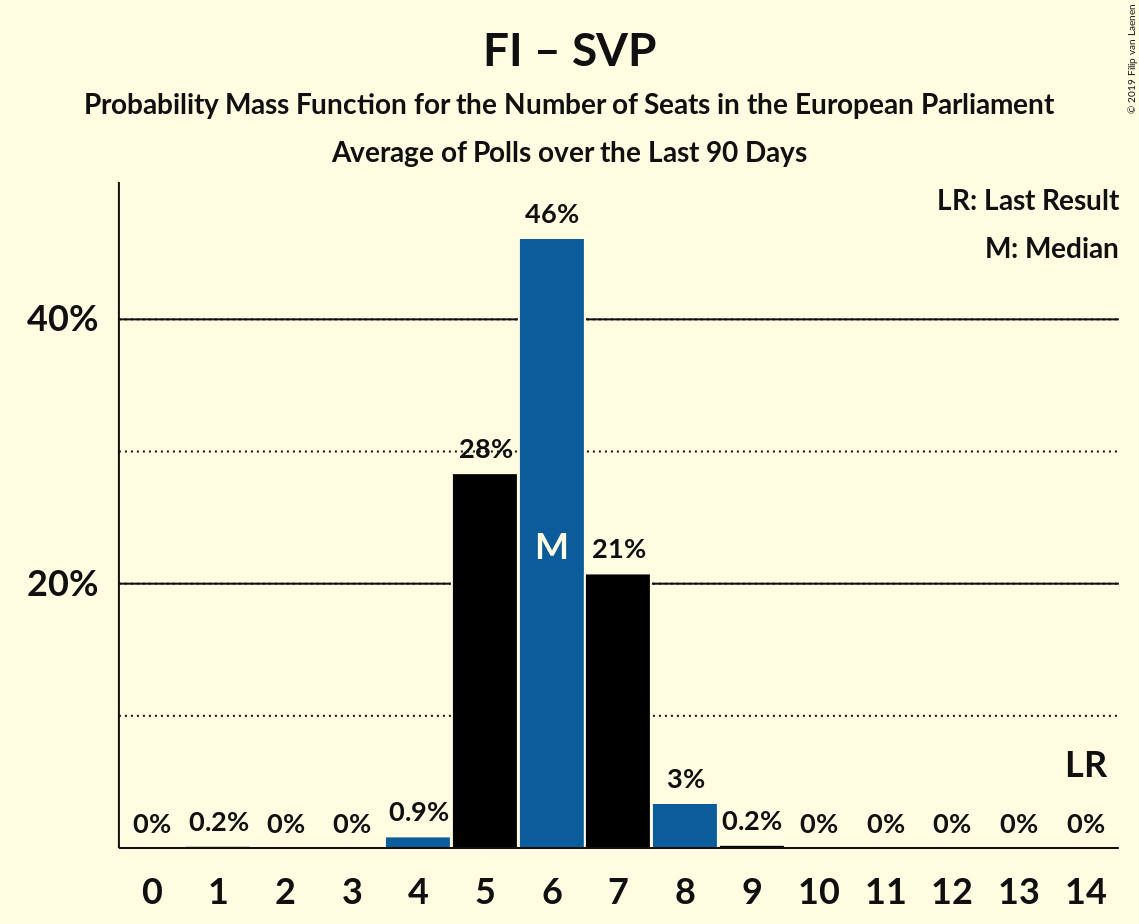 FI – SVP
Probability Mass Function for the Number of Seats in the European Parliament
Average of Polls over the Last 90 Days
© 2019 Filip van Laenen
LR: Last Result
M: Median
40%
20%
0%
0.2%
0%
0%
0.9%
28%
46%
M
21%
3%
0.2%
0%
0%
0%
0%
LR
0%
0 1 2 3 4 5 6 7 8 9 10 11 12 13 14